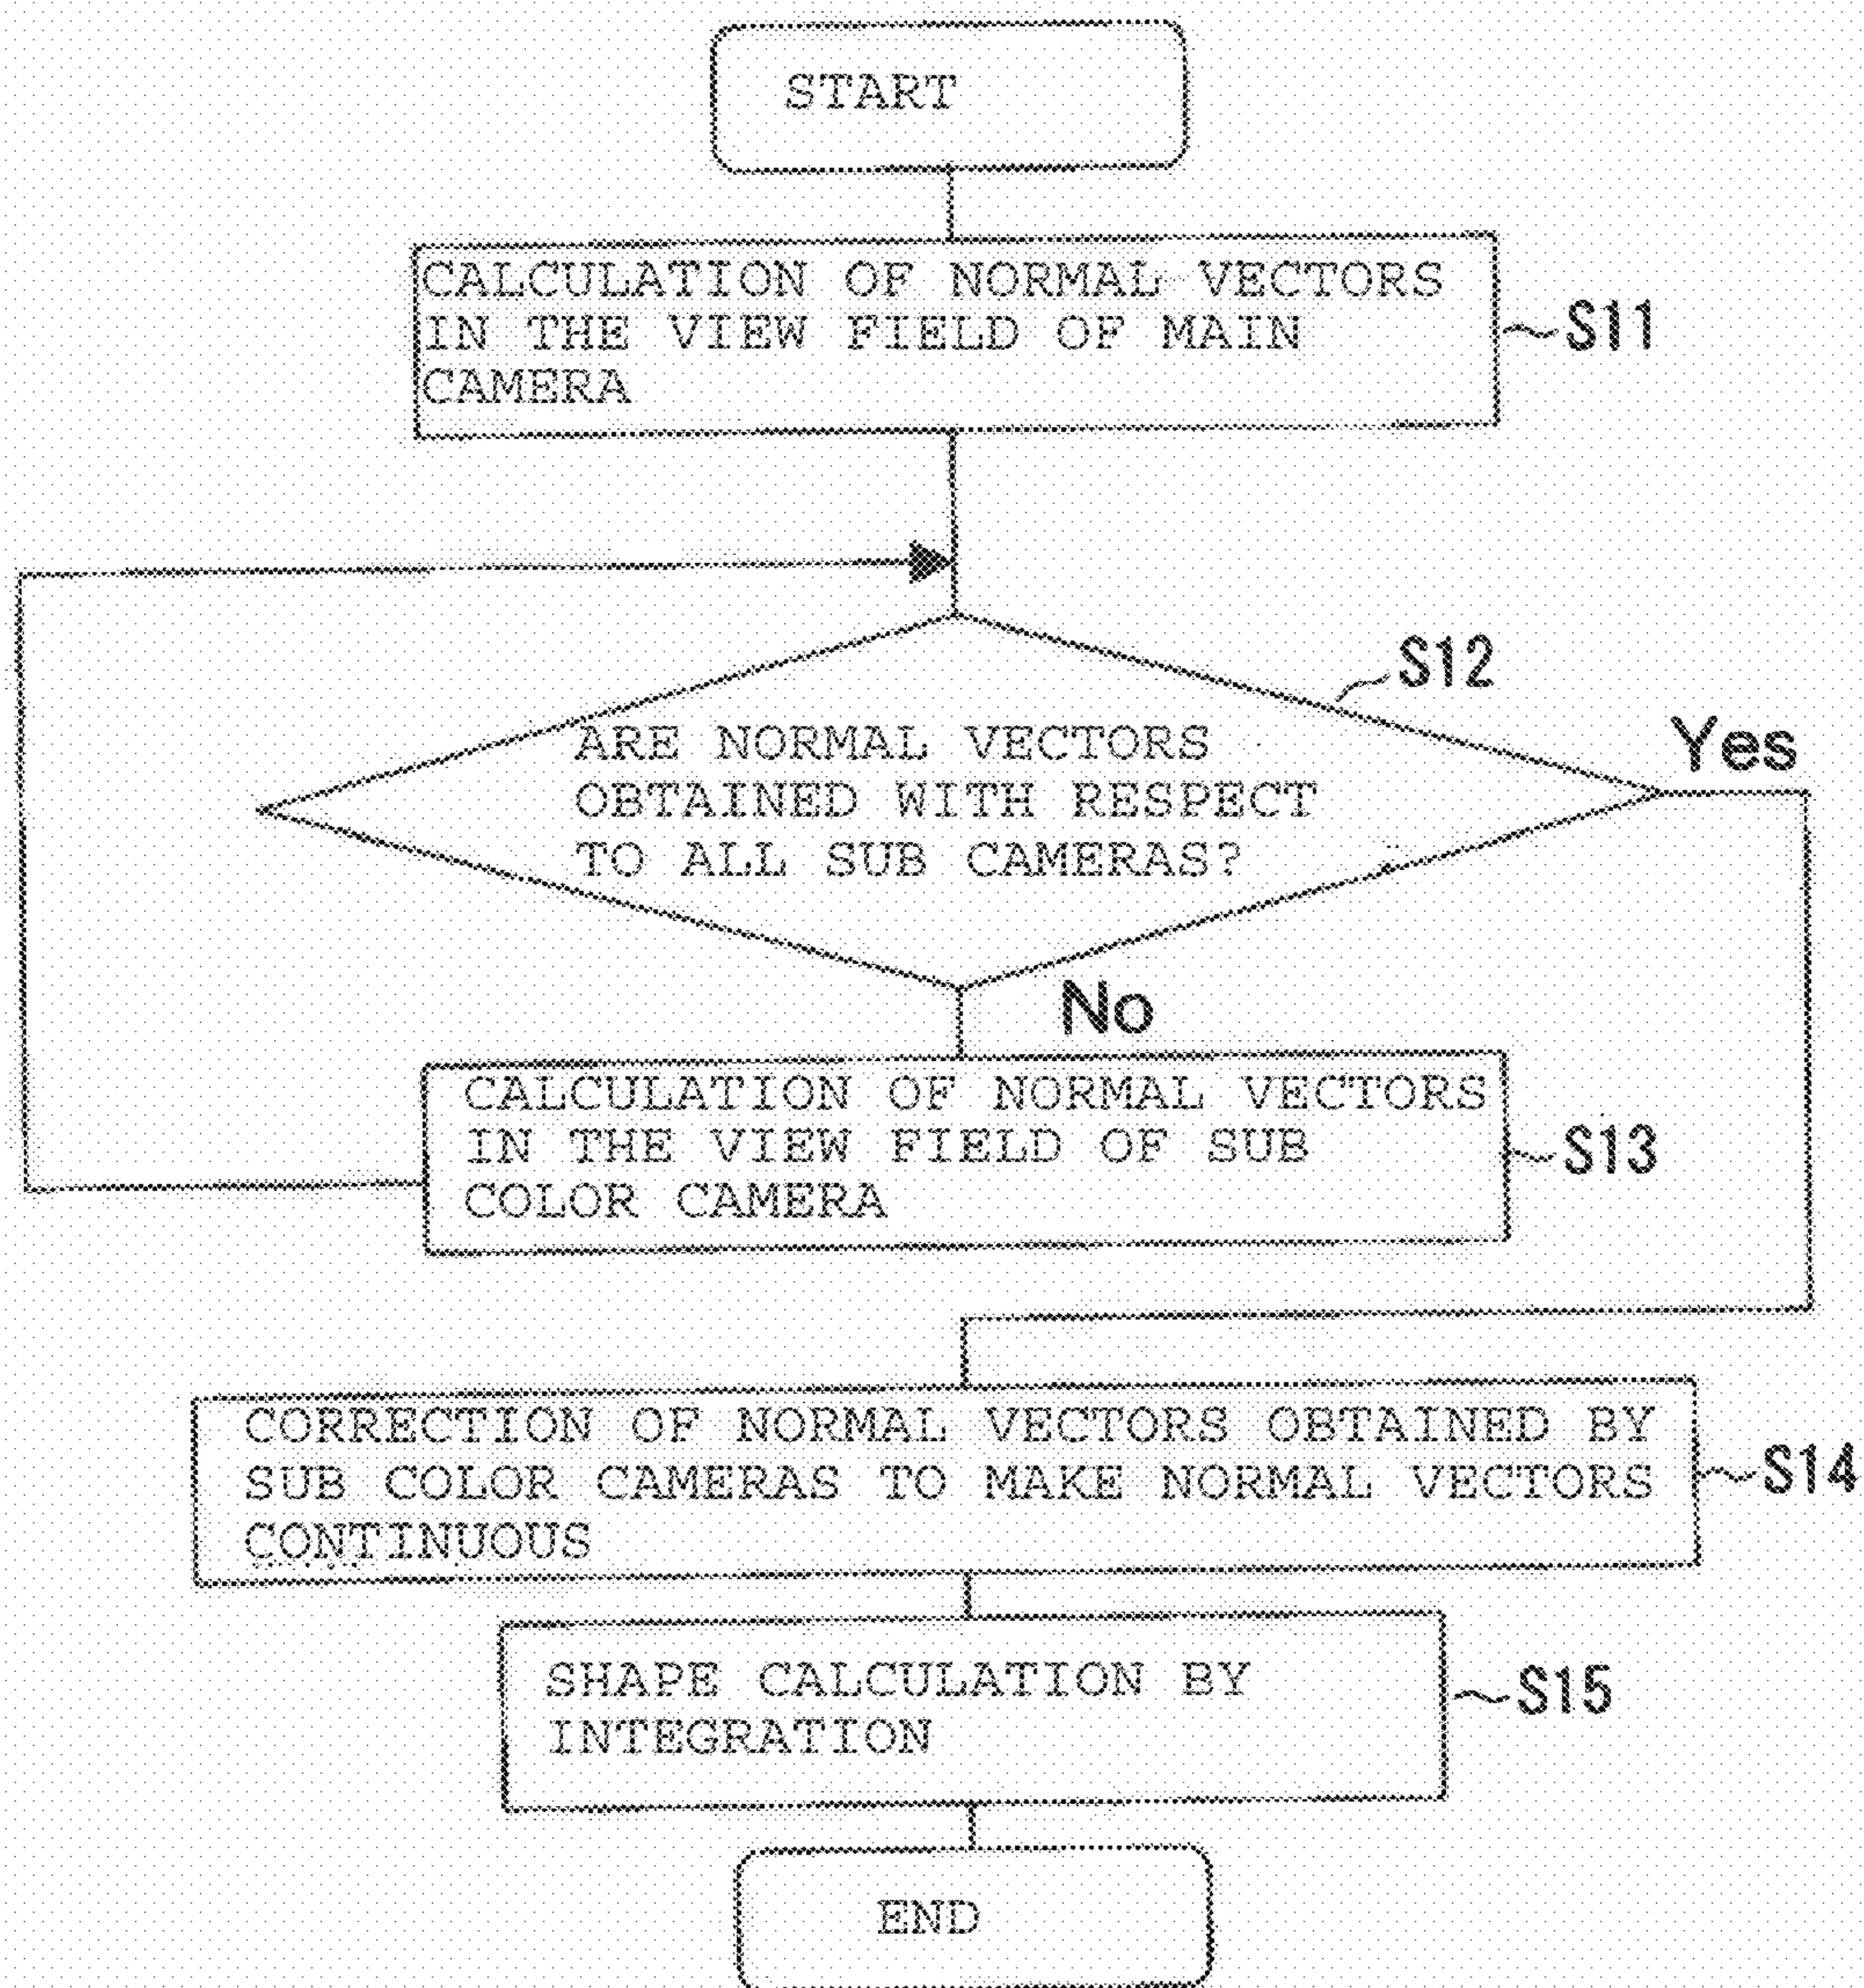 START
CALCULATION OF NORMAL VECTORS
IN THE VIEW FIELD OF MAIN
CAMERA
S11
S12
Yes
ARE NORMAL VECTORS
OBTAINED WITH RESPECT
TO ALL SUB CAMERAS?
No
CALCULATION OF NORMAL VECTORS
IN THE VIEW FIELD OF SUB
COLOR CAMERA
S13
CORRECTION OF NORMAL VECTORS OBTAINED BY
SUB COLOR CAMERAS TO MAKE NORMAL VECTORS
CONTINUOUS
S14
SHAPE CALCULATION BY
INTEGRATION
S15
END